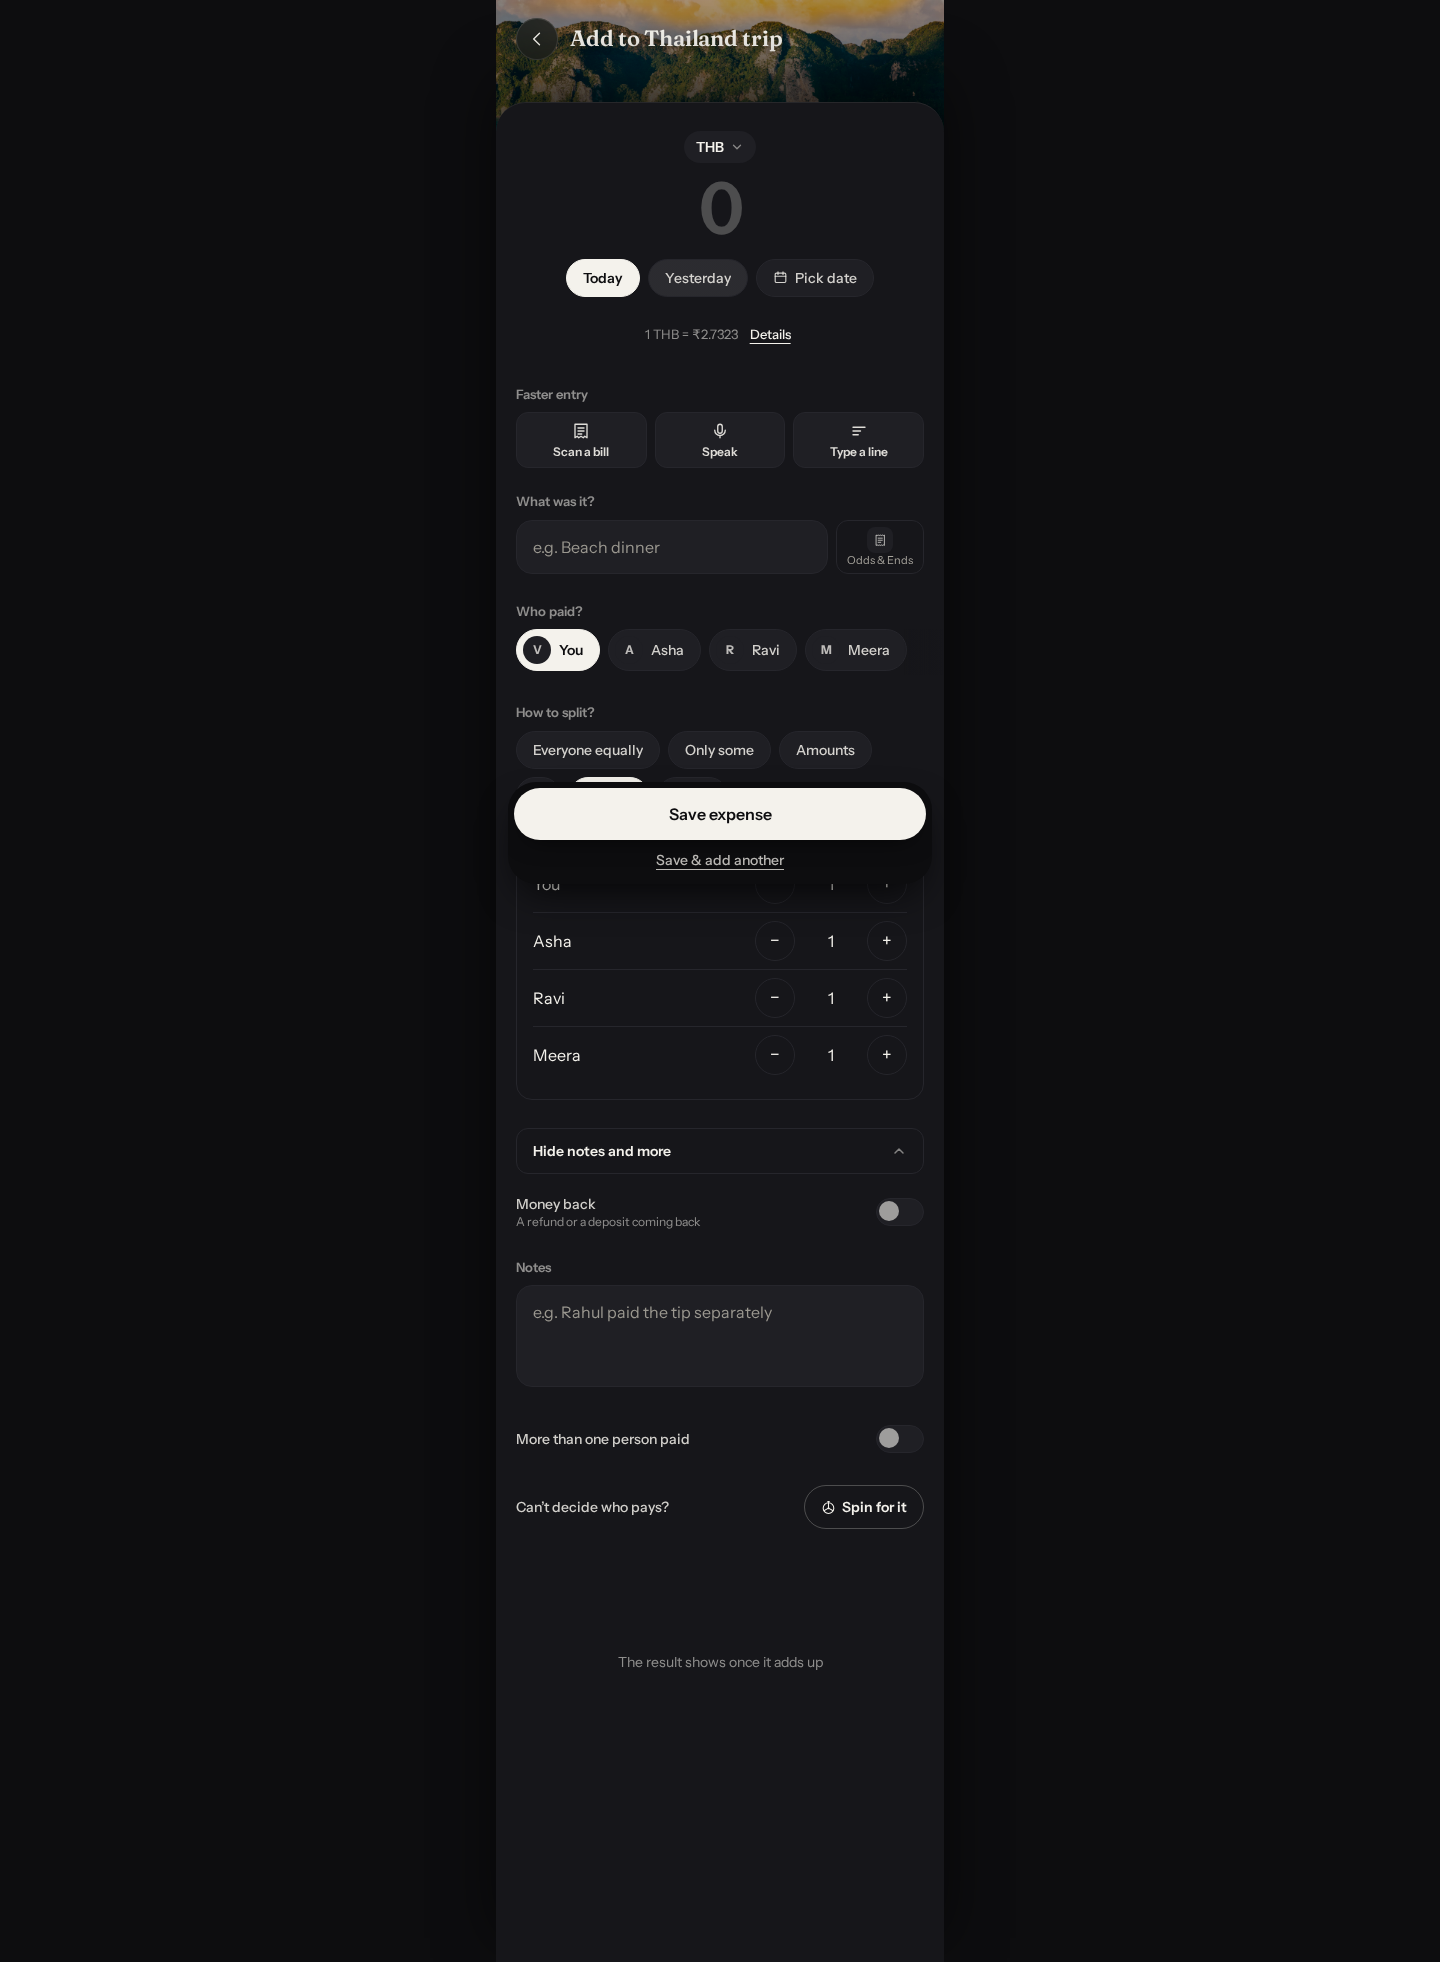 Add to Thailand trip
THB
0
Today Yesterday Pick date
1 THB = ₹2.7323 Details
Faster entry
Scan a bill Speak Type a line
What was it?
e.g. Beach dinner
Odds & Ends
Who paid?
V You A Asha R Ravi M Meera
How to split?
Everyone equally Only some Amounts
Save expense
Save & add another
You 1 +
Asha − 1 +
Ravi − 1 +
Meera − 1 +
Hide notes and more
Money back
A refund or a deposit coming back
Notes
e.g. Rahul paid the tip separately
More than one person paid
Can't decide who pays? Spin for it
The result shows once it adds up